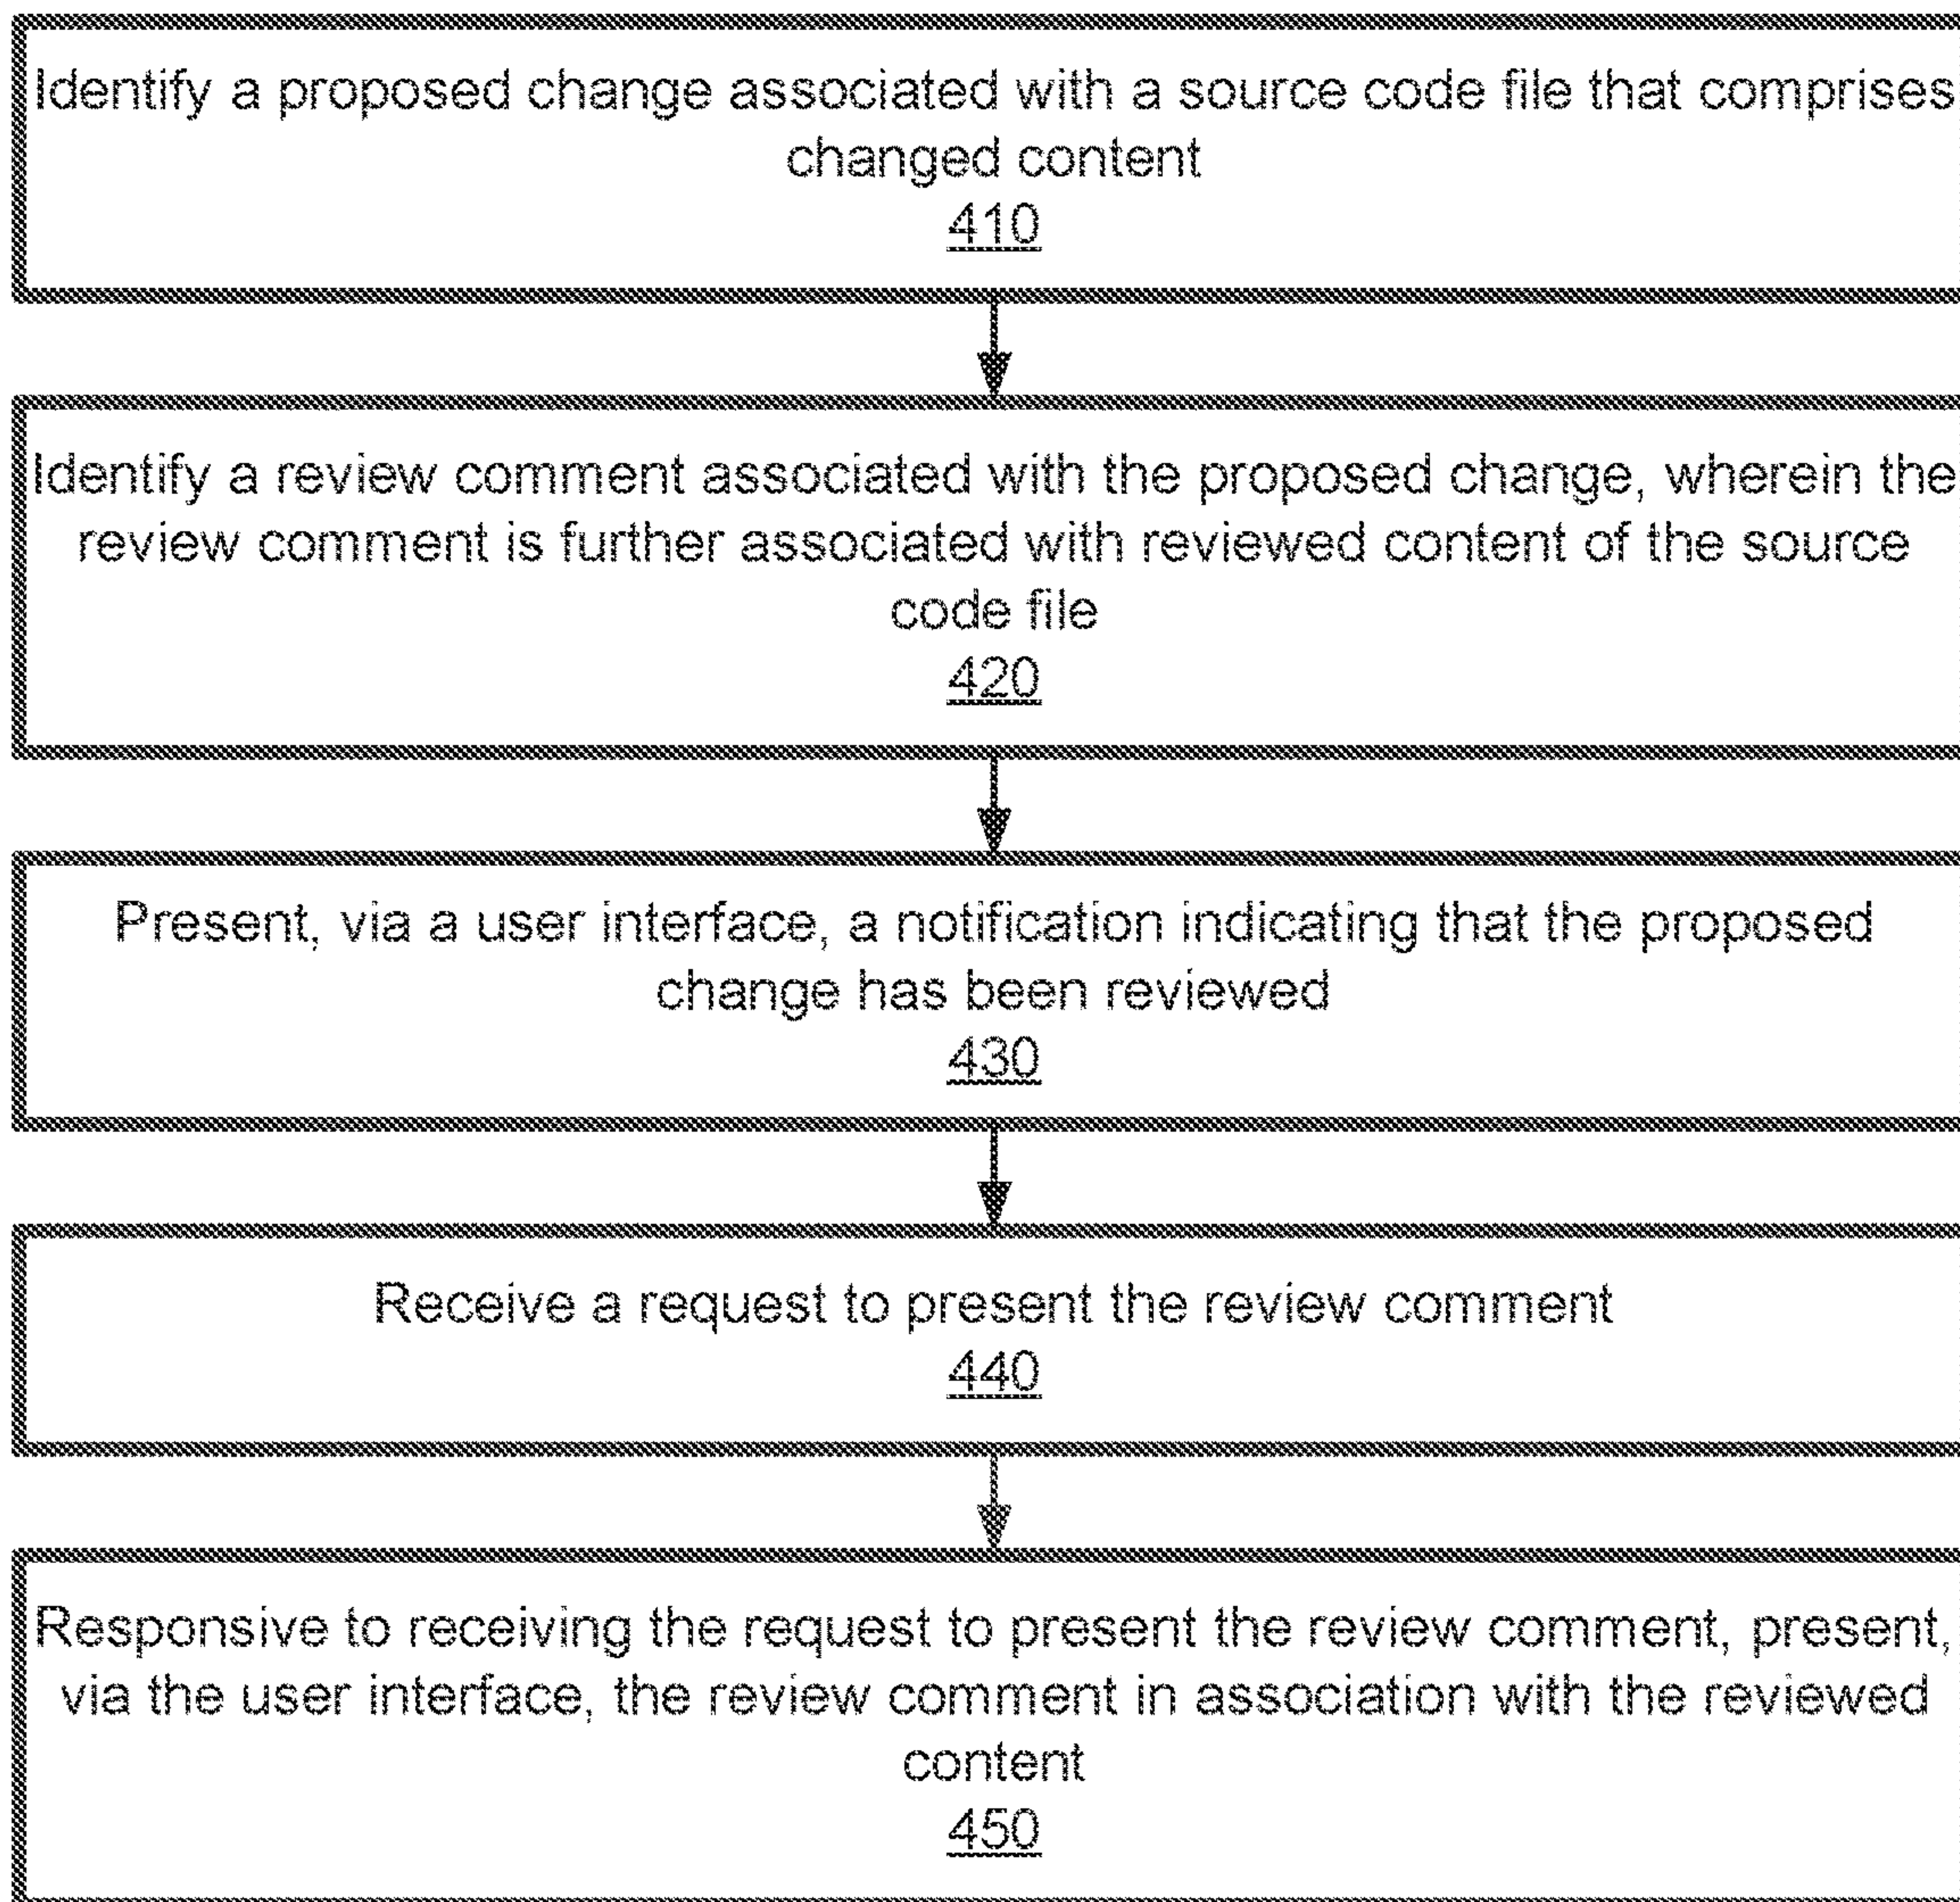 Identify a proposed change associated with a source code file that comprises
changed content
410
Identify a review comment associated with the proposed change, wherein the
review comment is further associated with reviewed content of the source
code file
420
Present, via a user interface, a notification indicating that the proposed
change has been reviewed
430
Receive a request to present the review comment
440
Responsive to receiving the request to present the review comment, present,
via the user interface, the review comment in association with the reviewed
content
450